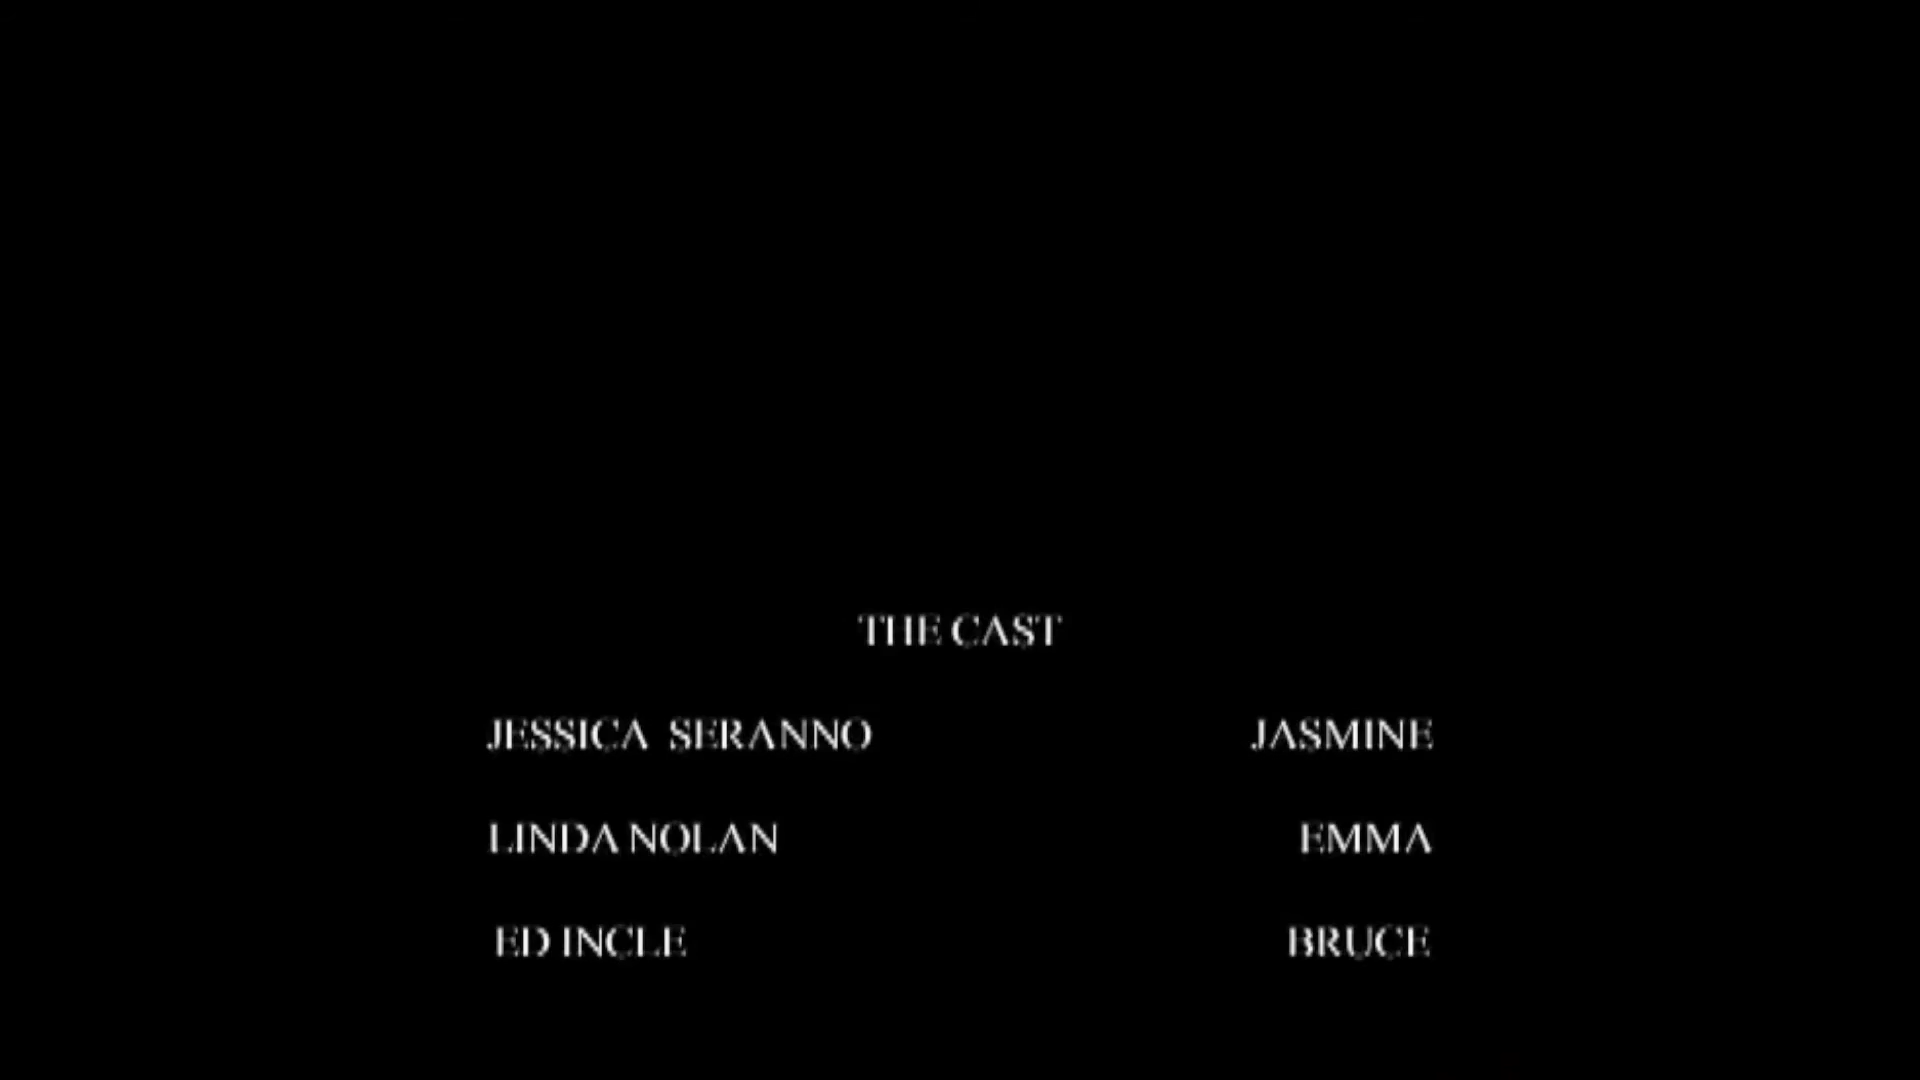 THE CAST
JESSICA SERANNO JASMINE
LINDA NOLAN EMMA
ED INCLE BRUCE